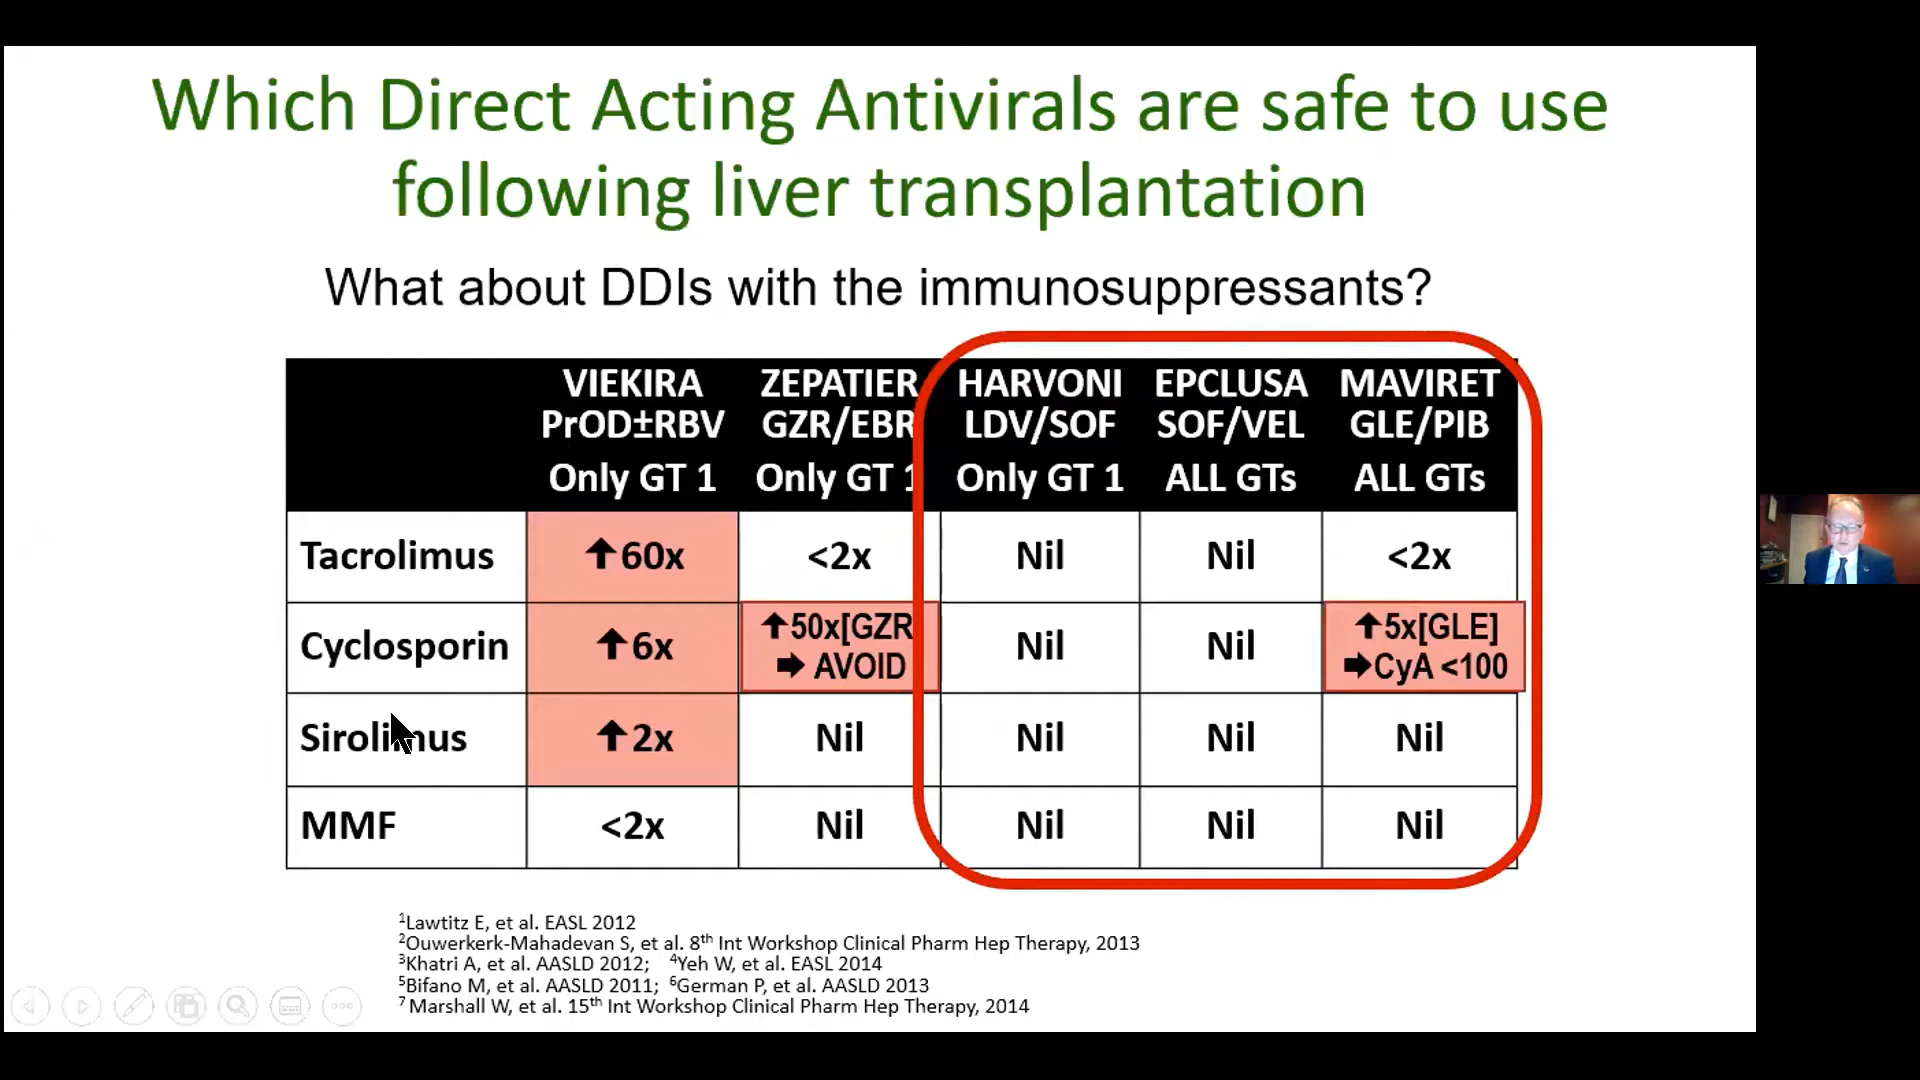 Which Direct Acting Antivirals are safe to use
following liver transplantation
What about DDIs with the immunosuppressants?
VIEKIRA ZEPATIER HARVONI EPCLUSA MAVIRET
PrOD±RBV GZR/EBR LDV/SOF SOF/VEL GLE/PIB
Only GT 1 Only GT 1 Only GT 1 ALL GTs ALL GTs
Tacrolimus ↑60x <2x Nil Nil <2x
Cyclosporin ↑6x ↑50x[GZR Nil Nil ↑5x[GLE]
➡ AVOID ➡CyA <100
Sirolimus ↑2x Nil Nil Nil Nil
MMF <2x Nil Nil Nil Nil
¹Lawtitz E, et al. EASL 2012
²Ouwerkerk-Mahadevan S, et al. 8th Int Workshop Clinical Pharm Hep Therapy, 2013
³Khatri A, et al. AASLD 2012; ⁴Yeh W, et al. EASL 2014
⁵Bifano M, et al. AASLD 2011; ⁶German P, et al. AASLD 2013
⁷ Marshall W, et al. 15th Int Workshop Clinical Pharm Hep Therapy, 2014